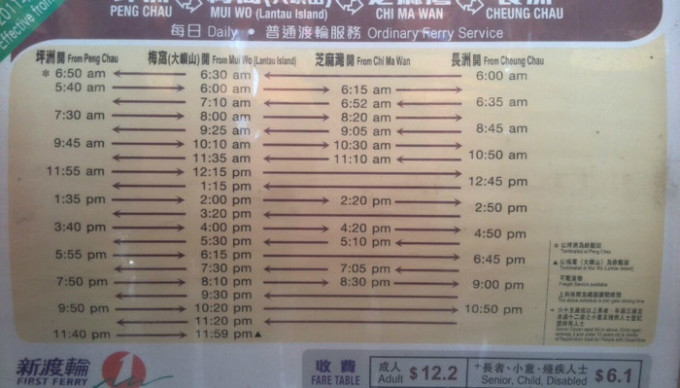 2011
Effective from
PENG CHAU MUI WO (Lantau Island) CHI MA WAN CHEUNG CHAU
每日 Daily • 普通渡輪服務 Ordinary Ferry Service
坪洲開 From Peng Chau 梅窩(大嶼山)開 From Mui Wo (Lantau Island) 芝麻灣開 From Chi Ma Wan 長洲開 From Cheung Chau
* 6:50 am 6:30 am 6:00 am
5:40 am 6:00 am 6:15 am
7:10 am 6:52 am 6:35 am
7:30 am 8:00 am 8:20 am
9:25 am 9:05 am 8:45 am
9:45 am 10:10 am 10:30 am
11:35 am 11:10 am 10:50 am
11:55 am 12:15 pm
1:15 pm 12:45 pm
1:35 pm 2:00 pm 2:20 pm
3:20 pm 2:50 pm
3:40 pm 4:00 pm 4:20 pm
5:30 pm 5:10 pm 4:50 pm
5:55 pm 6:15 pm
7:30 pm 7:05 pm 6:45 pm
7:50 pm 8:10 pm 8:30 pm
9:30 pm 9:00 pm
9:50 pm 10:20 pm 10:50 pm
11:20 pm
11:40 pm 11:59 pm ▲
新渡輪
FIRST FERRY
收費
FARE TABLE
成人
Adult $12.2
+長者、小童、殘疾人士
Senior, Child, Disabled $6.1